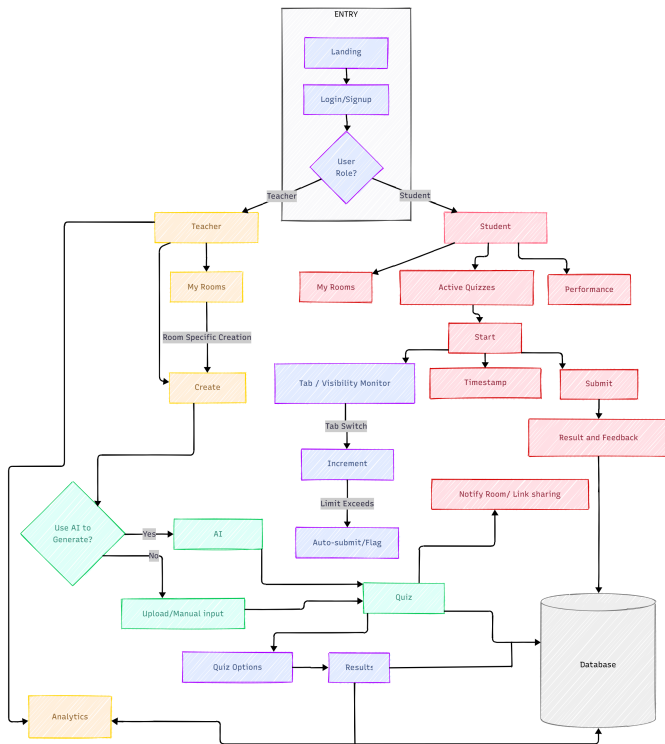 ENTRY
Landing
Login/Signup
User
Role?
Teacher
Student
Teacher
Student
My Rooms
My Rooms
Active Quizzes
Performance
Room Specific Creation
Start
Create
Tab / Visibility Monitor
Timestamp
Submit
Tab Switch
Result and Feedback
Increment
Notify Room/ Link sharing
Limit Exceeds
Use AI to
Generate?
Yes
AI
Auto-submit/Flag
No
Upload/Manual input
Quiz
Quiz Options
Results
Database
Analytics